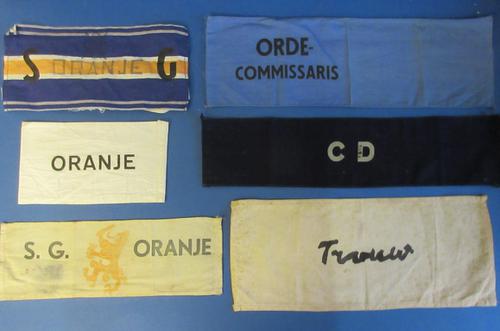 S ORANJE G
ORDE-
COMMISSARIS
ORANJE
C D
S. G. ORANJE
Trouw